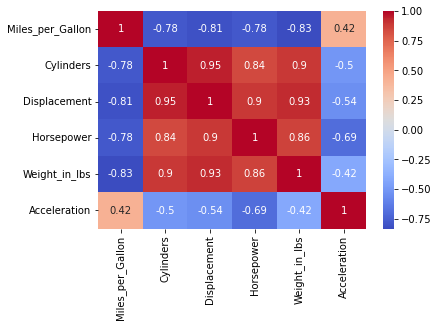 Miles_per_Gallon 1 -0.78 -0.81 -0.78 -0.83 0.42
Cylinders -0.78 1 0.95 0.84 0.9 -0.5
Displacement -0.81 0.95 1 0.9 0.93 -0.54
Horsepower -0.78 0.84 0.9 1 0.86 -0.69
Weight_in_lbs -0.83 0.9 0.93 0.86 1 -0.42
Acceleration 0.42 -0.5 -0.54 -0.69 -0.42 1
Miles_per_Gallon
Cylinders
Displacement
Horsepower
Weight_in_lbs
Acceleration
1.00
0.75
0.50
0.25
0.00
−0.25
−0.50
−0.75